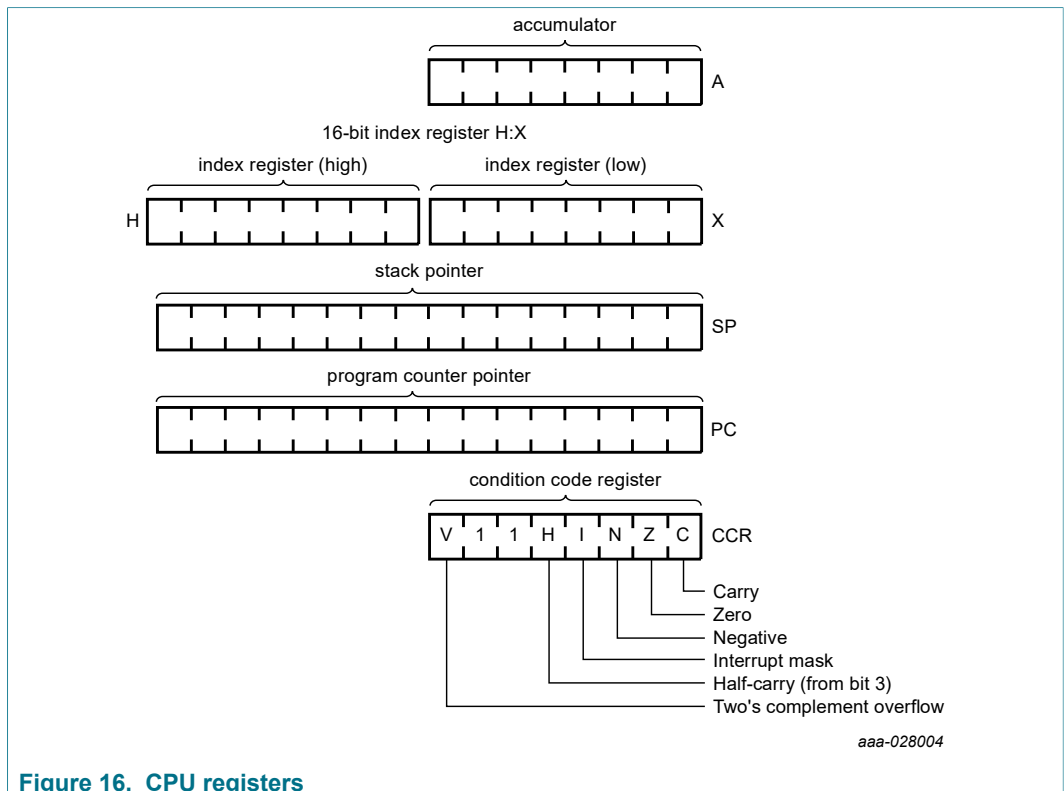 accumulator
A
16-bit index register H:X
index register (high) index register (low)
H X
stack pointer
SP
program counter pointer
PC
condition code register
V 1 1 H I N Z C CCR
Carry
Zero
Negative
Interrupt mask
Half-carry (from bit 3)
Two's complement overflow
aaa-028004
Figure 16. CPU registers